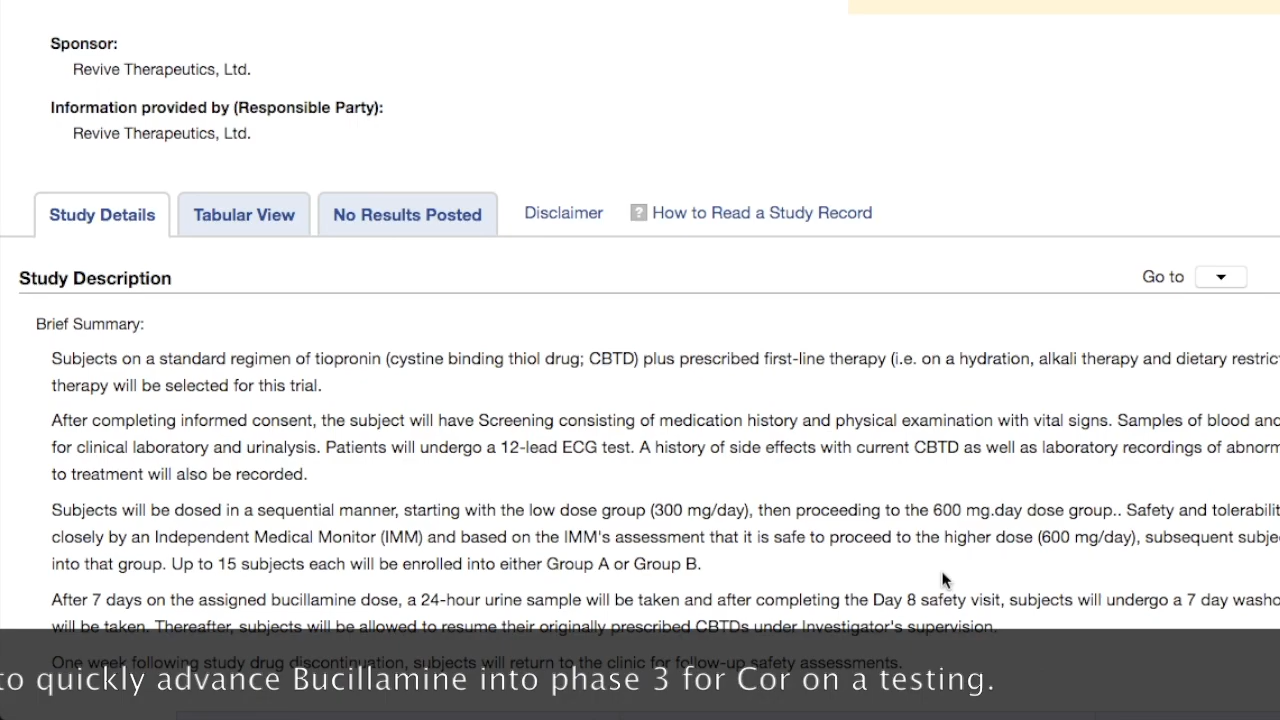 Sponsor:
Revive Therapeutics, Ltd.
Information provided by (Responsible Party):
Revive Therapeutics, Ltd.
Study Details
Tabular View
No Results Posted
Disclaimer
? How to Read a Study Record
Study Description
Go to
Brief Summary:
Subjects on a standard regimen of tiopronin (cystine binding thiol drug; CBTD) plus prescribed first-line therapy (i.e. on a hydration, alkali therapy and dietary restric
therapy will be selected for this trial.
After completing informed consent, the subject will have Screening consisting of medication history and physical examination with vital signs. Samples of blood and
for clinical laboratory and urinalysis. Patients will undergo a 12-lead ECG test. A history of side effects with current CBTD as well as laboratory recordings of abnorm
to treatment will also be recorded.
Subjects will be dosed in a sequential manner, starting with the low dose group (300 mg/day), then proceeding to the 600 mg.day dose group.. Safety and tolerabilit
closely by an Independent Medical Monitor (IMM) and based on the IMM's assessment that it is safe to proceed to the higher dose (600 mg/day), subsequent subje
into that group. Up to 15 subjects each will be enrolled into either Group A or Group B.
After 7 days on the assigned bucillamine dose, a 24-hour urine sample will be taken and after completing the Day 8 safety visit, subjects will undergo a 7 day washo
will be taken. Thereafter, subjects will be allowed to resume their originally prescribed CBTDs under Investigator's supervision.
One week following study drug discontinuation, subjects will return to the clinic for follow-up safety assessments.
to quickly advance Bucillamine into phase 3 for Cor on a testing.